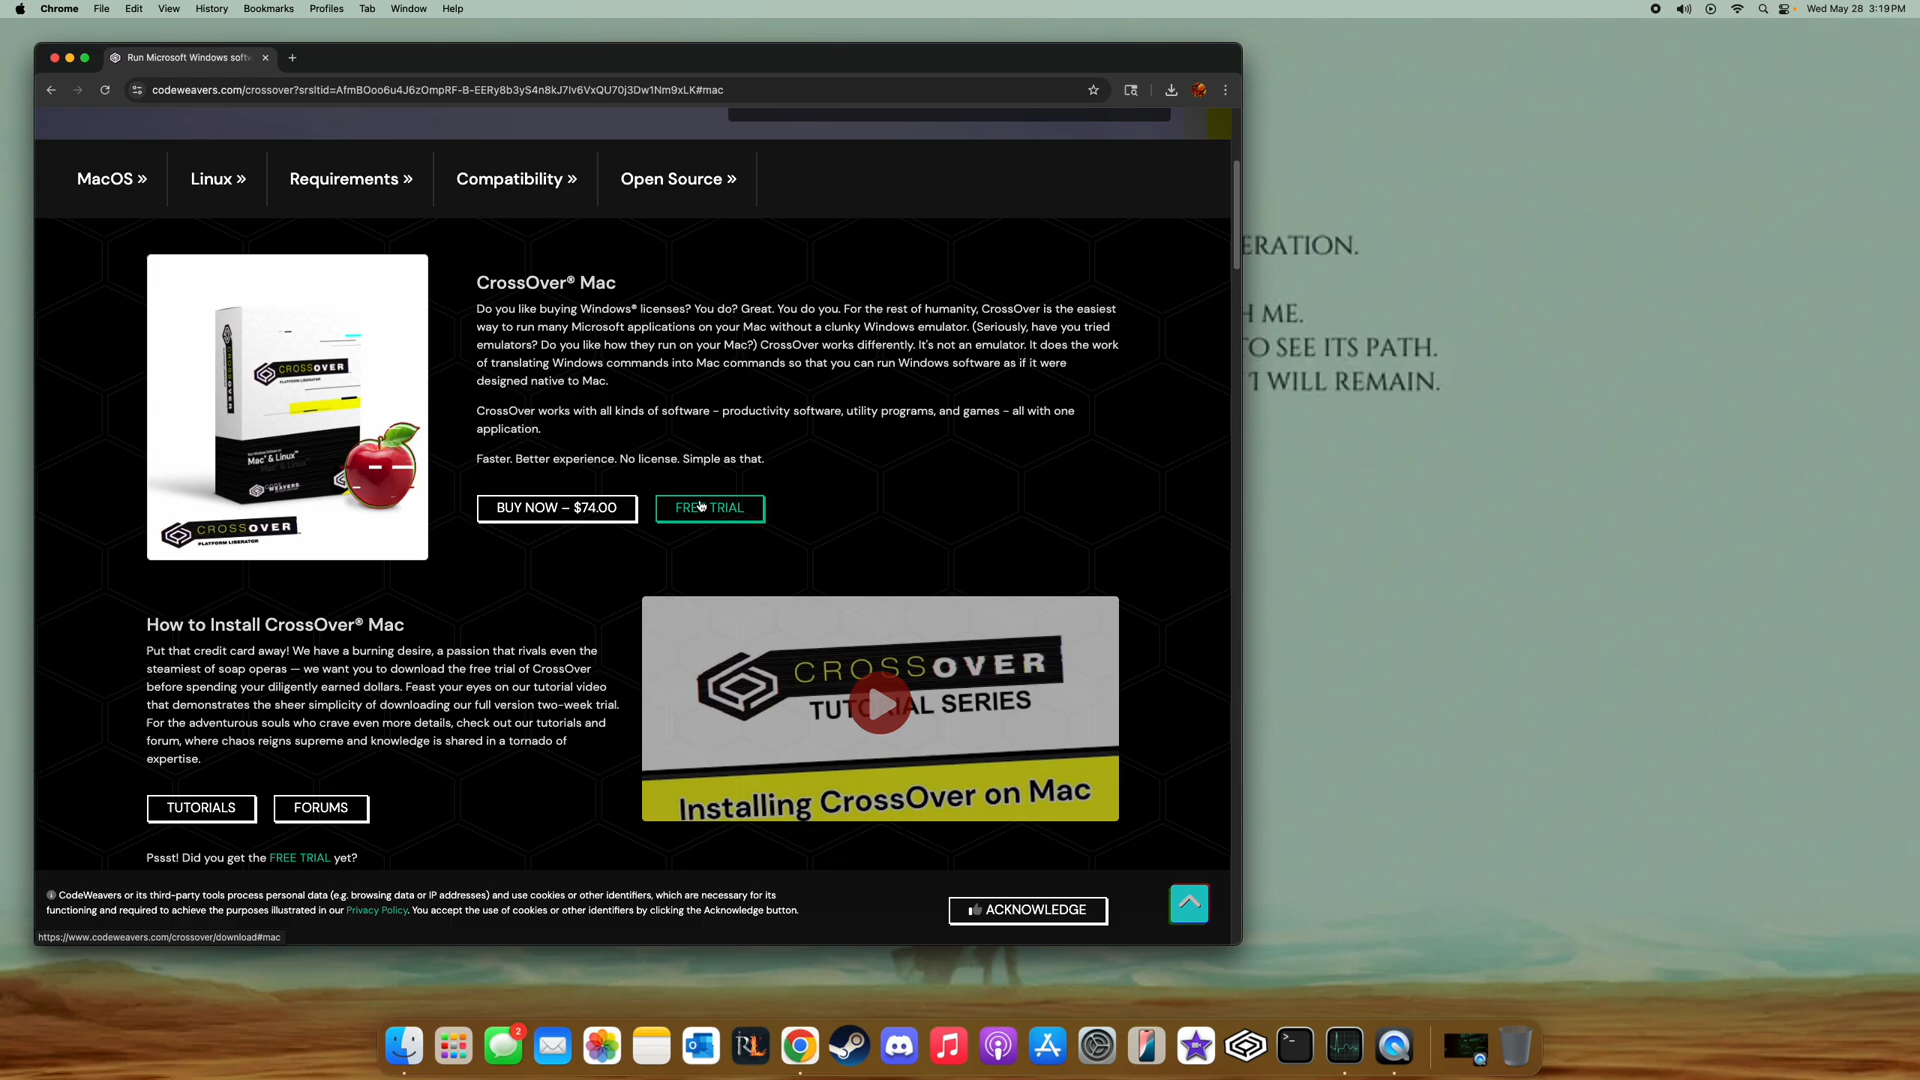 Chrome File Edit View History Bookmarks Profiles Tab Window Help
Wed May 28 3:19 PM
Run Microsoft Windows softw
codeweavers.com/crossover?srsltid=AfmBOoo6u4J6zOmpRF-B-EERy8b3yS4n8kJ7lv6VxQU70j3Dw1Nm9xLK#mac
MacOS » Linux » Requirements » Compatibility » Open Source »
ERATION.
H ME.
TO SEE ITS PATH.
I WILL REMAIN.
CrossOver® Mac
Do you like buying Windows® licenses? You do? Great. You do you. For the rest of humanity, CrossOver is the easiest
way to run many Microsoft applications on your Mac without a clunky Windows emulator. (Seriously, have you tried
emulators? Do you like how they run on your Mac?) CrossOver works differently. It's not an emulator. It does the work
of translating Windows commands into Mac commands so that you can run Windows software as if it were
designed native to Mac.
CrossOver works with all kinds of software – productivity software, utility programs, and games – all with one
application.
Faster. Better experience. No license. Simple as that.
BUY NOW – $74.00
FREE TRIAL
CROSSOVER
PLATFORM LIBERATOR
Mac & Linux
CODE WEAVERS
CROSSOVER
PLATFORM LIBERATOR
How to Install CrossOver® Mac
Put that credit card away! We have a burning desire, a passion that rivals even the
steamiest of soap operas — we want you to download the free trial of CrossOver
before spending your diligently earned dollars. Feast your eyes on our tutorial video
that demonstrates the sheer simplicity of downloading our full version two-week trial.
For the adventurous souls who crave even more details, check out our tutorials and
forum, where chaos reigns supreme and knowledge is shared in a tornado of
expertise.
TUTORIALS
FORUMS
Pssst! Did you get the FREE TRIAL yet?
CROSSOVER
TUTORIAL SERIES
Installing CrossOver on Mac
CodeWeavers or its third-party tools process personal data (e.g. browsing data or IP addresses) and use cookies or other identifiers, which are necessary for its
functioning and required to achieve the purposes illustrated in our Privacy Policy. You accept the use of cookies or other identifiers by clicking the Acknowledge button.
ACKNOWLEDGE
https://www.codeweavers.com/crossover/download#mac
2
RL